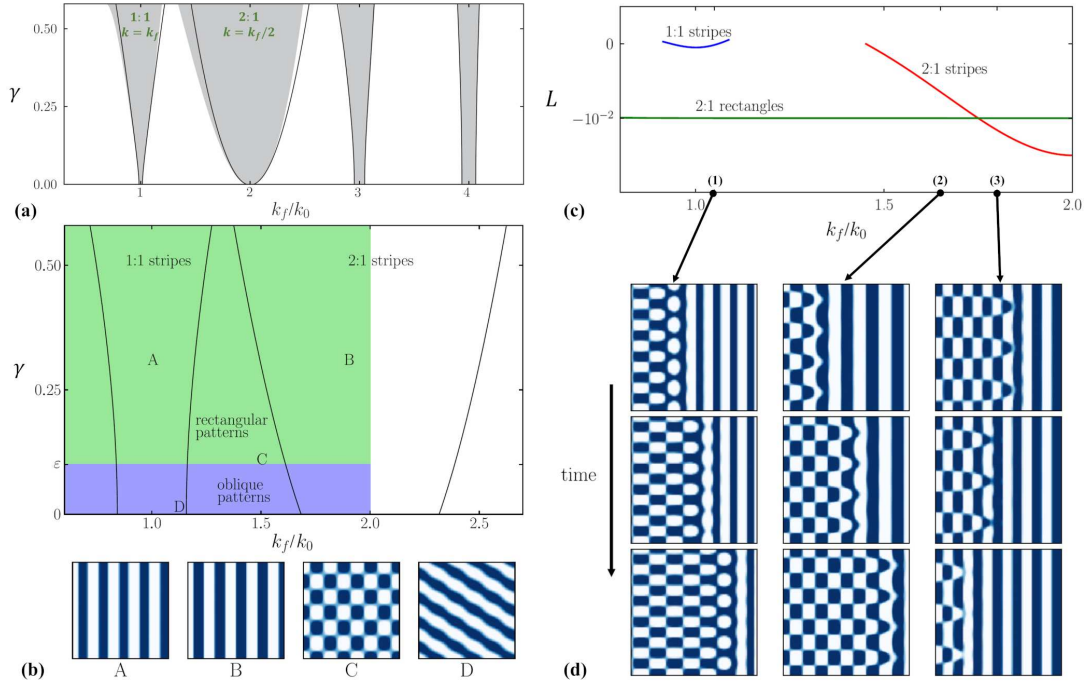 1:1
k = k_f
2:1
k = k_f/2
0.50
γ
0.25
0.00
1 2 3 4
k_f/k_0
(a)
1:1 stripes
2:1 stripes
0.50
A
B
γ
0.25
rectangular
patterns
C
ε
oblique
patterns
D
0
1.0 1.5 2.0 2.5
k_f/k_0
A B C D
(b)
1:1 stripes
0
2:1 stripes
L
2:1 rectangles
−10^{-2}
(1) (2) (3)
1.0 1.5 2.0
k_f/k_0
(c)
time
(d)